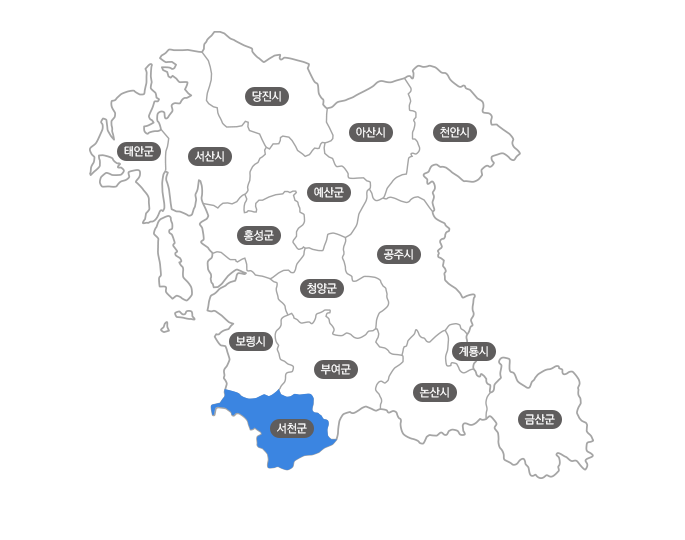 당진시
아산시
천안시
태안군
서산시
예산군
홍성군
공주시
청양군
보령시
계룡시
부여군
논산시
금산군
서천군